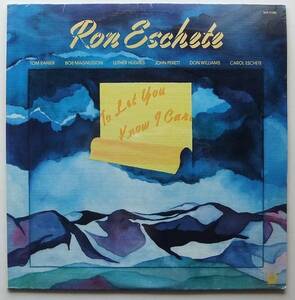 Ron Eschete
TOM RANIER BOB MAGNUSSON LUTHER HUGHES JOHN PERETT DON WILLIAMS CAROL ESCHETE
To Let You
Know I Care